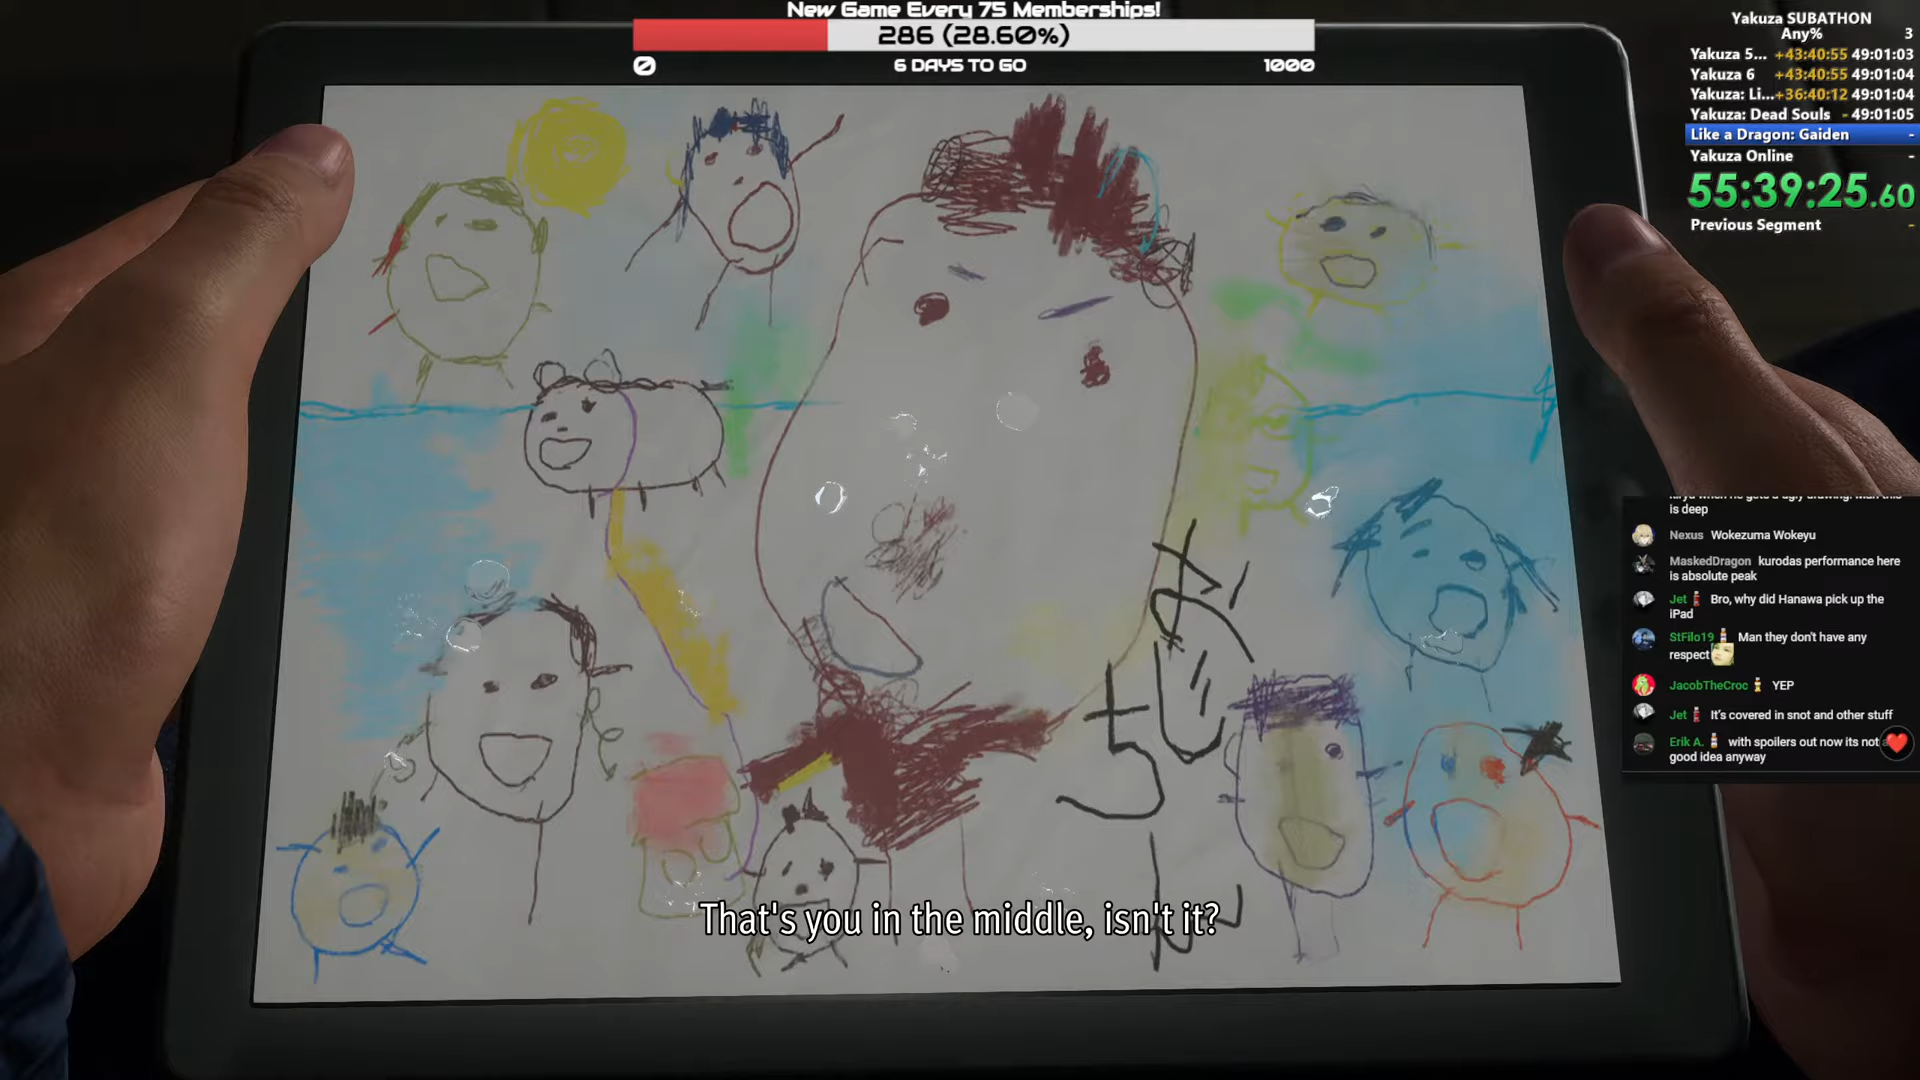 New Game Every 75 Memberships!
286 (28.60%)
0
6 DAYS TO GO
1000
Yakuza SUBATHON
Any%
3
Yakuza 5... +43:40:55 49:01:03
Yakuza 6 +43:40:55 49:01:04
Yakuza: Li...+36:40:12 49:01:04
Yakuza: Dead Souls - 49:01:05
Like a Dragon: Gaiden -
Yakuza Online -
55:39:25.60
Previous Segment -
is deep
Nexus Wokezuma Wokeyu
MaskedDragon kurodas performance here
is absolute peak
Jet Bro, why did Hanawa pick up the
iPad
StFilo19 Man they don't have any
respect
JacobTheCroc YEP
Jet It's covered in snot and other stuff
Erik A. with spoilers out now its not a
good idea anyway
That's you in the middle, isn't it?